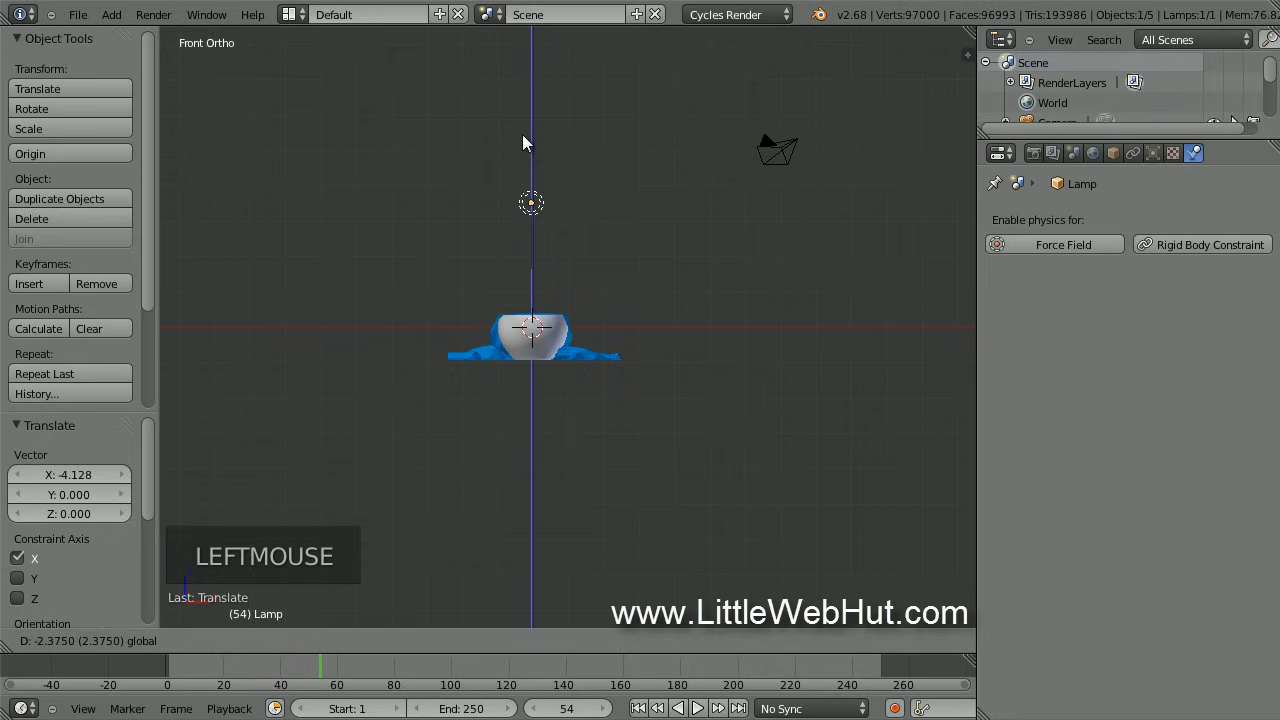 File Add Render Window Help Default Scene Cycles Render v2.68 | Verts:97000 | Faces:96993 | Tris:193986 | Objects:1/5 | Lamps:1/1 | Mem:76.8
Object Tools
Front Ortho
View Search All Scenes
Scene
RenderLayers
World
Transform:
Translate
Rotate
Scale
Origin
Lamp
Object:
Duplicate Objects
Delete
Join
Enable physics for:
Force Field Rigid Body Constraint
Keyframes:
Insert Remove
Motion Paths:
Calculate Clear
Repeat:
Repeat Last
History...
Translate
Vector
X: -4.128
Y: 0.000
Z: 0.000
Constraint Axis
X
Y
Z
Orientation
LEFTMOUSE
Last: Translate
(54) Lamp
www.LittleWebHut.com
D: -2.3750 (2.3750) global
-40 -20 0 20 40 60 80 100 120 140 160 180 200 220 240 260
View Marker Frame Playback Start: 1 End: 250 54 No Sync